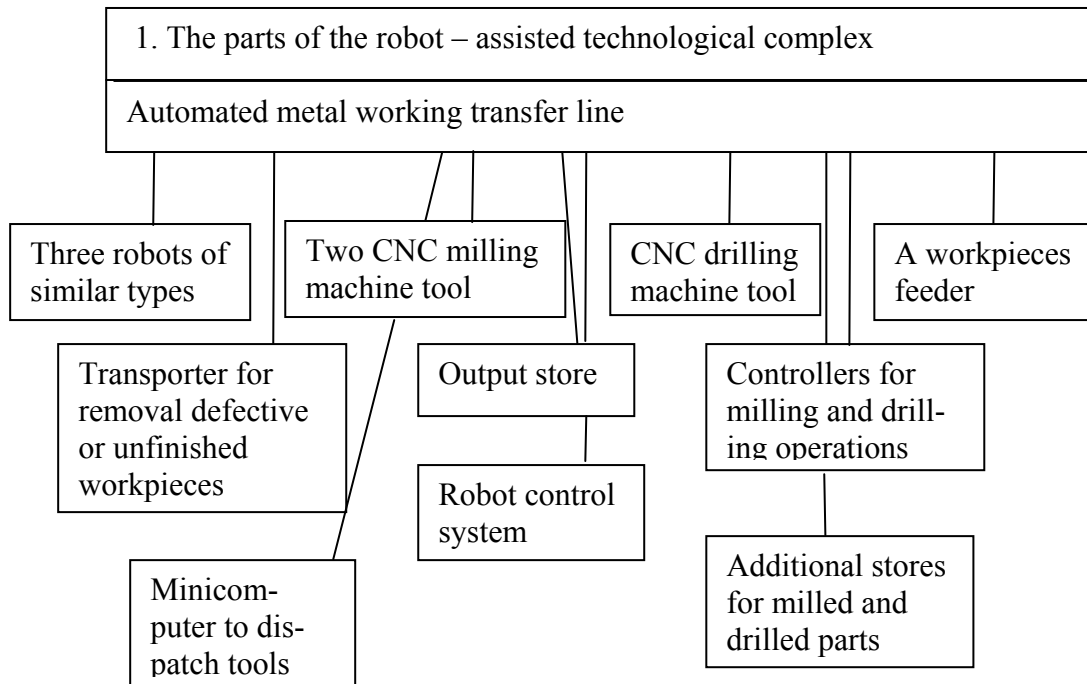 1. The parts of the robot – assisted technological complex
Automated metal working transfer line
Three robots of
similar types
Two CNC milling
machine tool
CNC drilling
machine tool
A workpieces
feeder
Transporter for
removal defective
or unfinished
workpieces
Output store
Controllers for
milling and drill-
ing operations
Robot control
system
Minicom-
puter to dis-
patch tools
Additional stores
for milled and
drilled parts